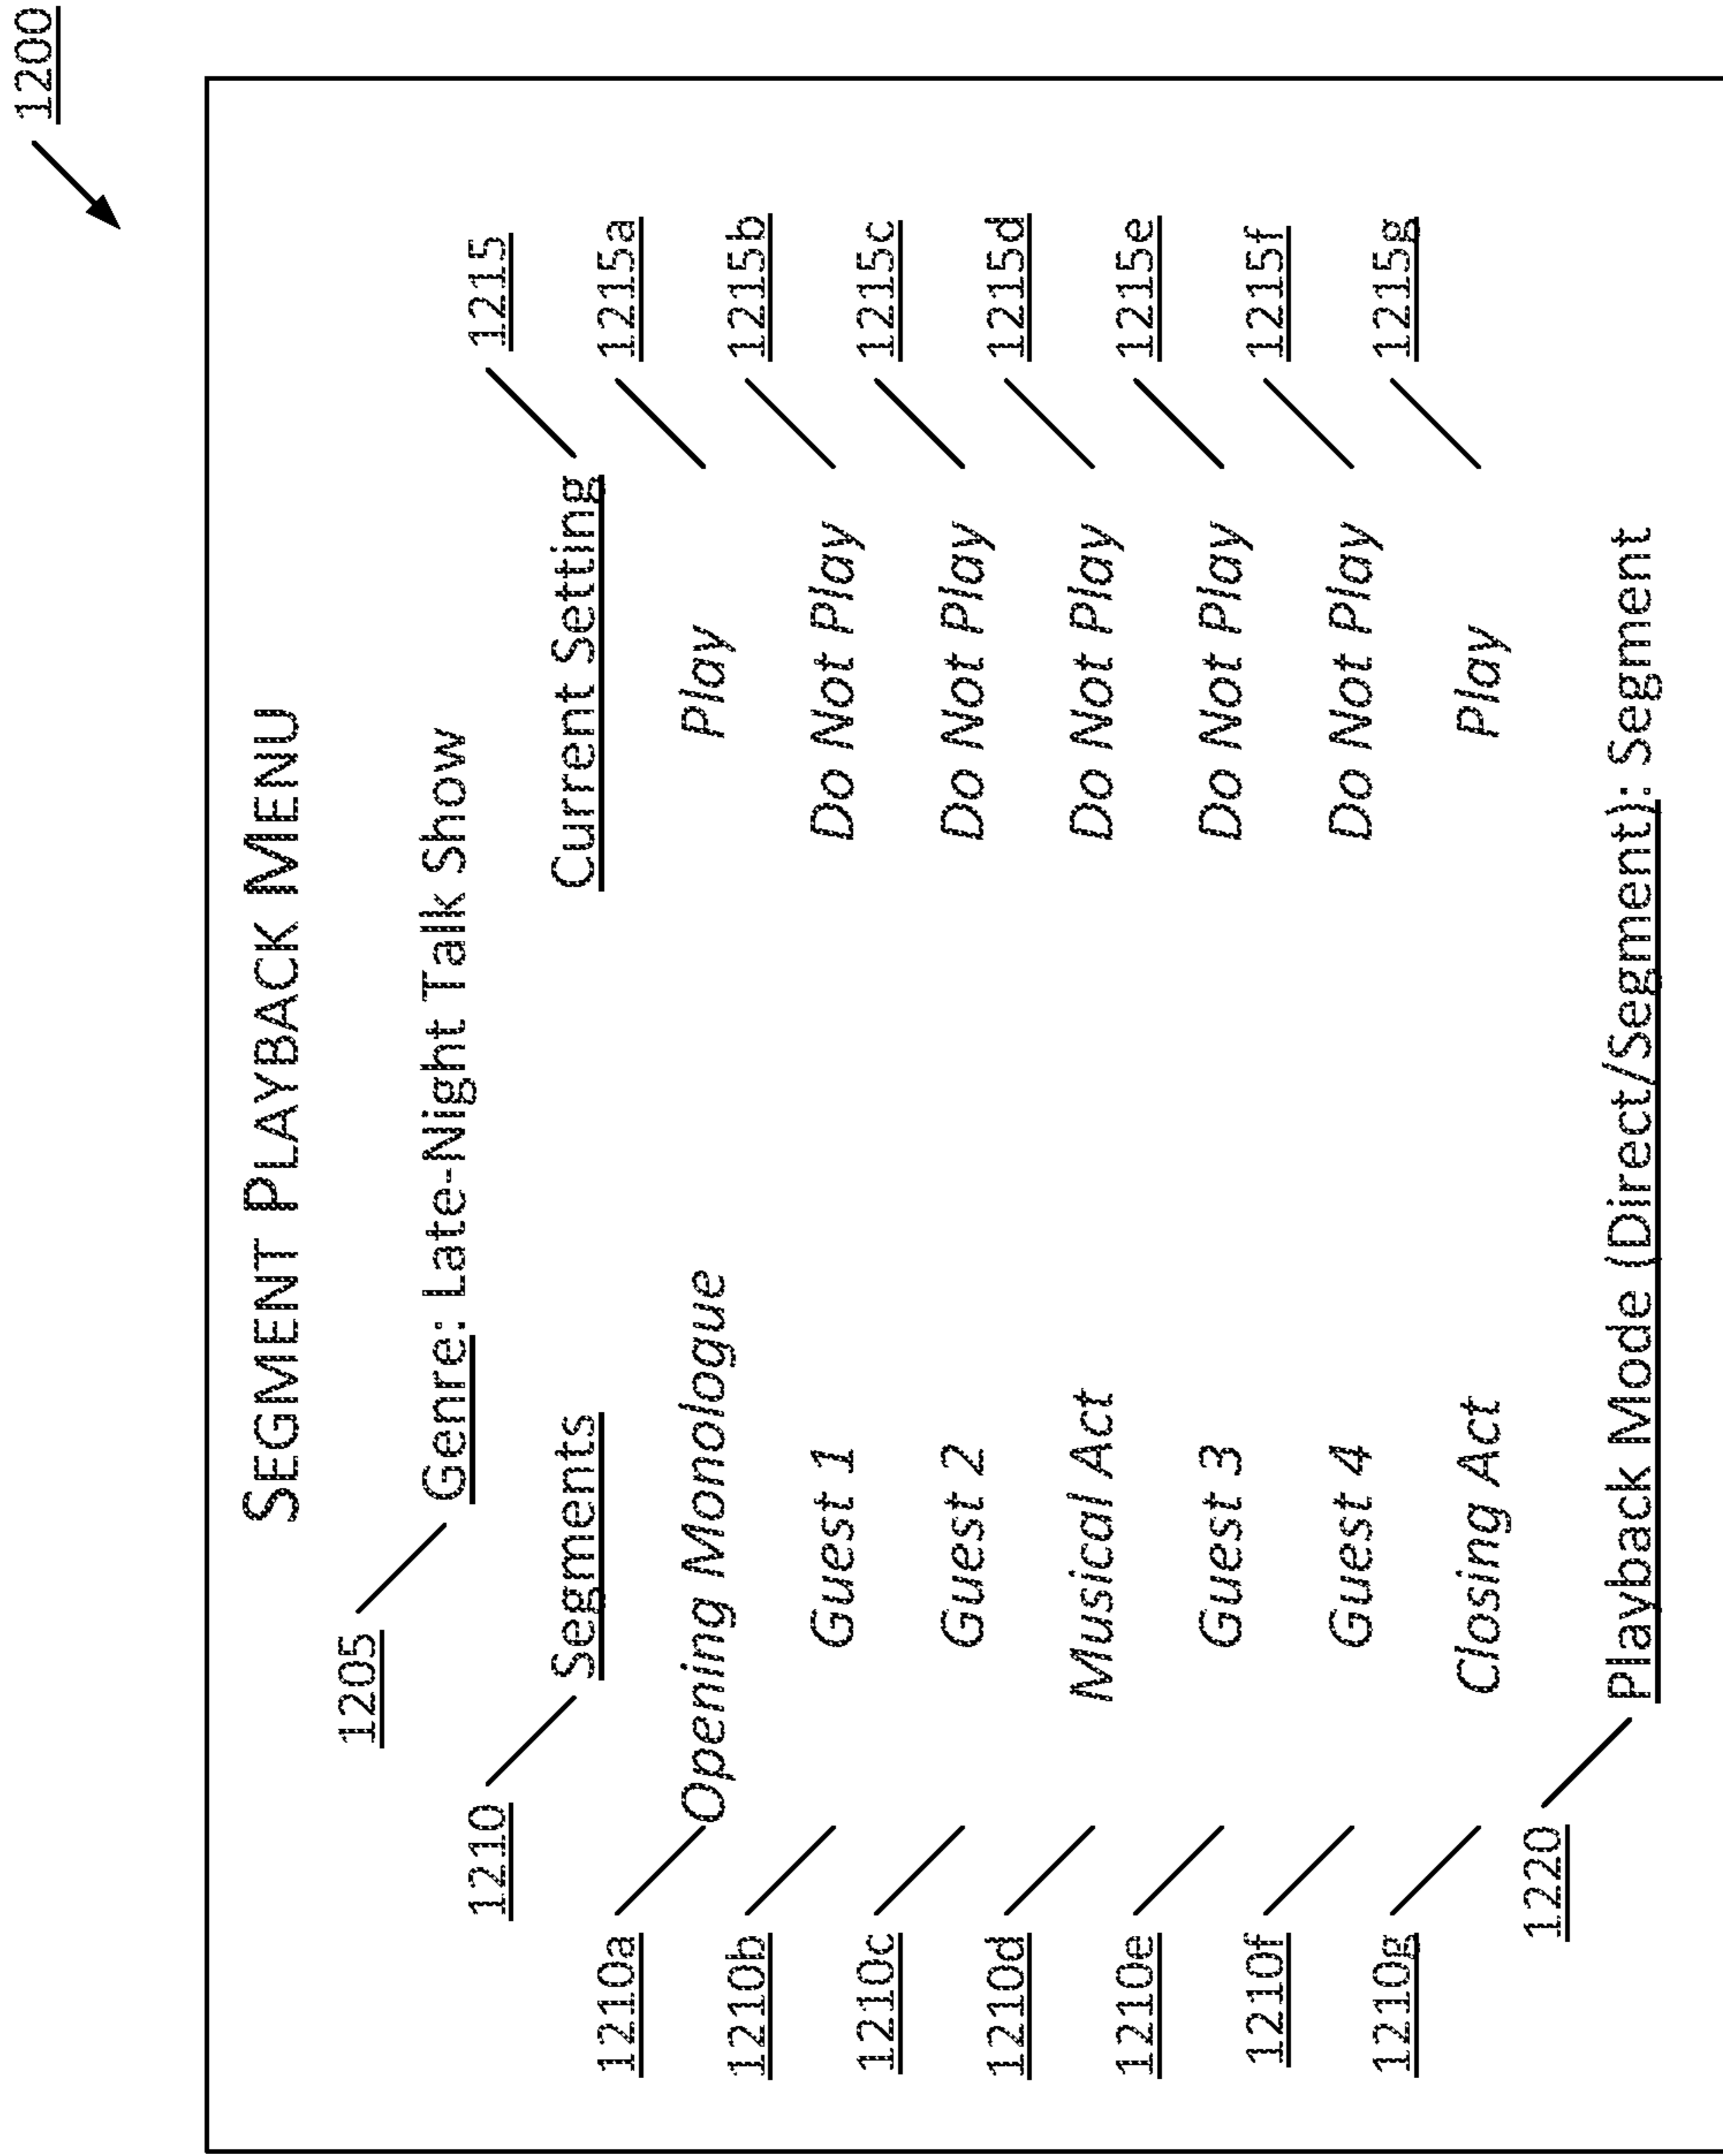 1200
SEGMENT PLAYBACK MENU
1205 Genre: Late-Night Talk Show
1210 Segments Current Setting 1215
1210a Opening Monologue Play 1215a
1210b Guest 1 Do Not Play 1215b
1210c Guest 2 Do Not Play 1215c
1210d Musical Act Do Not Play 1215d
1210e Guest 3 Do Not Play 1215e
1210f Guest 4 Do Not Play 1215f
1210g Closing Act Play 1215g
1220 Playback Mode (Direct/Segment): Segment